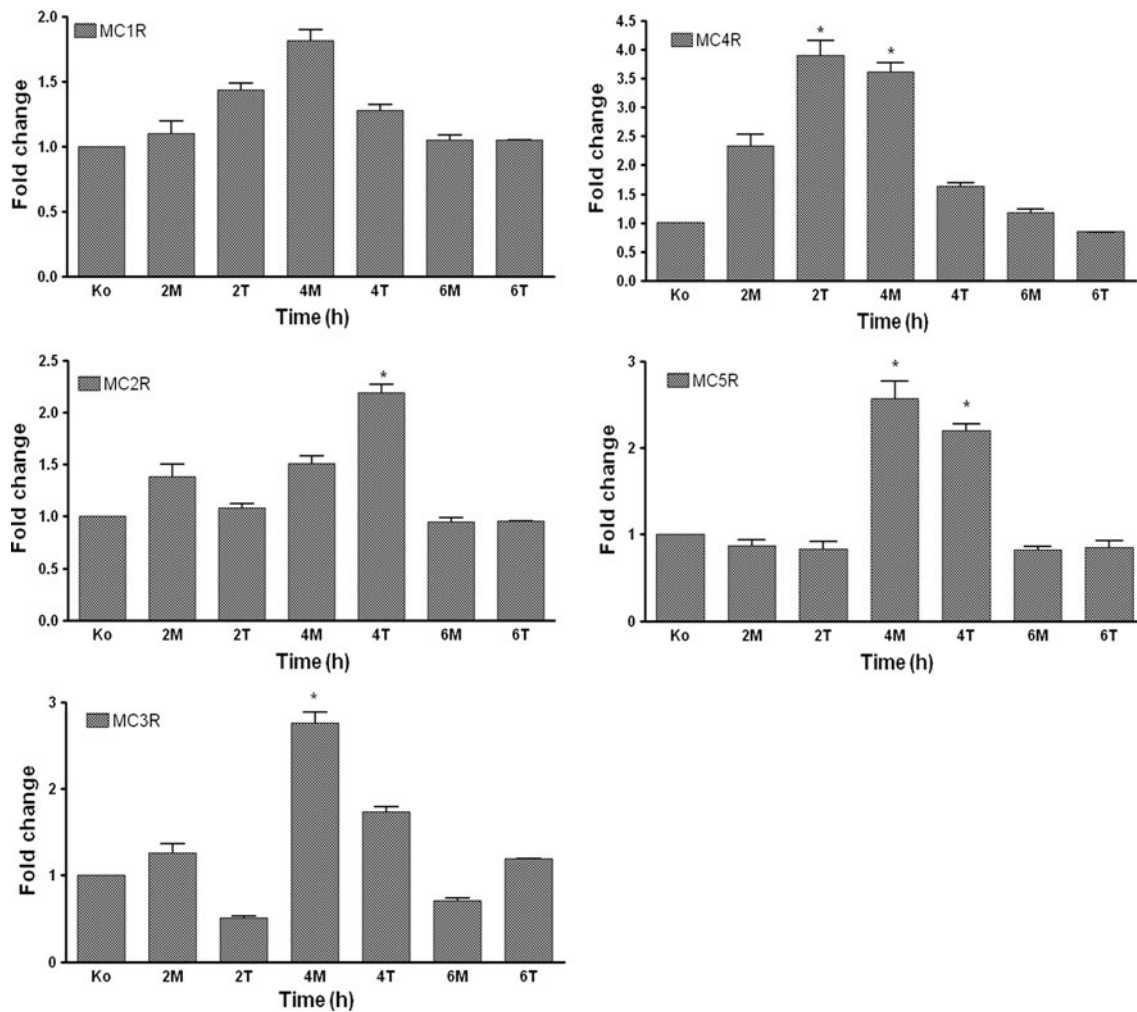 MC1R
Fold change
2.0
1.5
1.0
0.5
0.0
Ko 2M 2T 4M 4T 6M 6T
Time (h)
MC4R
Fold change
4.5
4.0
3.5
3.0
2.5
2.0
1.5
1.0
0.5
0.0
* *
Ko 2M 2T 4M 4T 6M 6T
Time (h)
MC2R
Fold change
2.5
2.0
1.5
1.0
0.5
0.0
*
Ko 2M 2T 4M 4T 6M 6T
Time (h)
MC5R
Fold change
3
2
1
0
* *
Ko 2M 2T 4M 4T 6M 6T
Time (h)
MC3R
Fold change
3
2
1
0
*
Ko 2M 2T 4M 4T 6M 6T
Time (h)